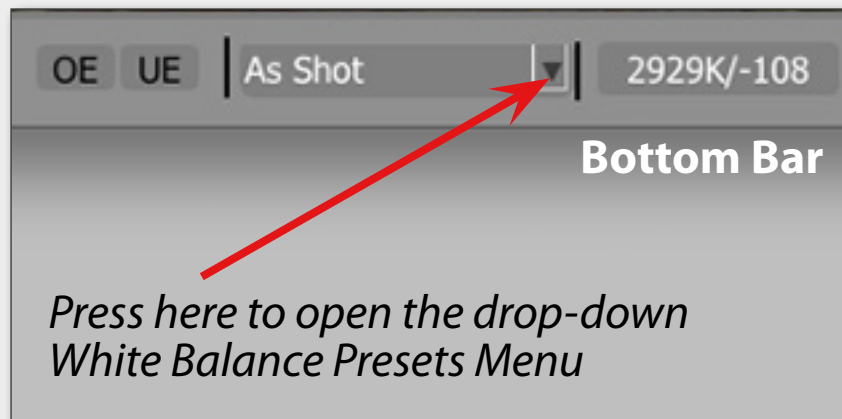 OE UE As Shot 2929K/-108
Bottom Bar
Press here to open the drop-down
White Balance Presets Menu